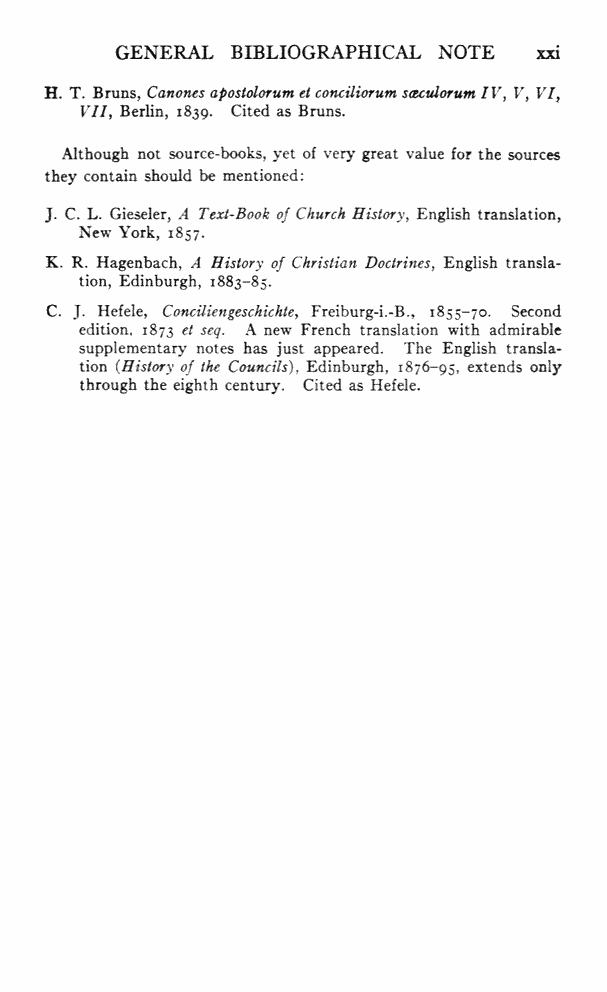 GENERAL BIBLIOGRAPHICAL NOTE xxi
H. T. Bruns, Canones apostolorum et conciliorum sæculorum IV, V, VI,
VII, Berlin, 1839. Cited as Bruns.
Although not source-books, yet of very great value for the sources
they contain should be mentioned:
J. C. L. Gieseler, A Text-Book of Church History, English translation,
New York, 1857.
K. R. Hagenbach, A History of Christian Doctrines, English transla-
tion, Edinburgh, 1883–85.
C. J. Hefele, Conciliengeschichte, Freiburg-i.-B., 1855–70. Second
edition, 1873 et seq. A new French translation with admirable
supplementary notes has just appeared. The English transla-
tion (History of the Councils), Edinburgh, 1876–95, extends only
through the eighth century. Cited as Hefele.